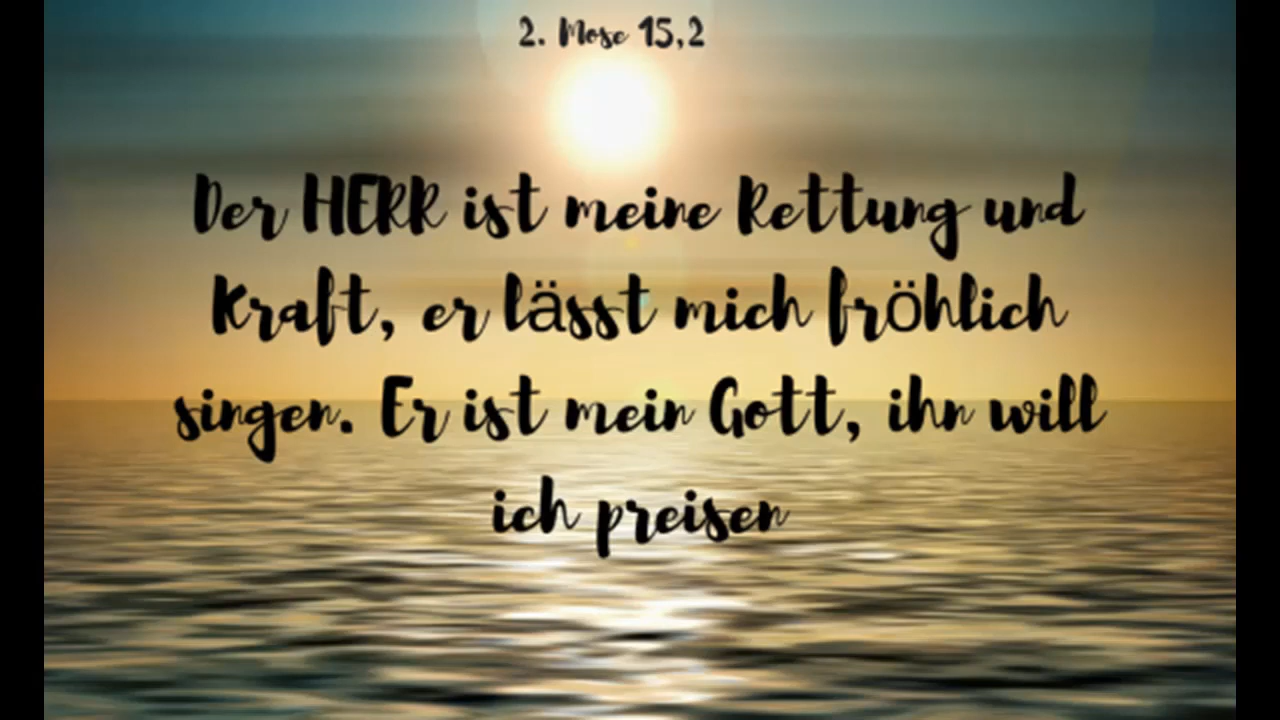 2. Mose 15,2
Der HERR ist meine Rettung und
Kraft, er lässt mich fröhlich
singen. Er ist mein Gott, ihn will
ich preisen